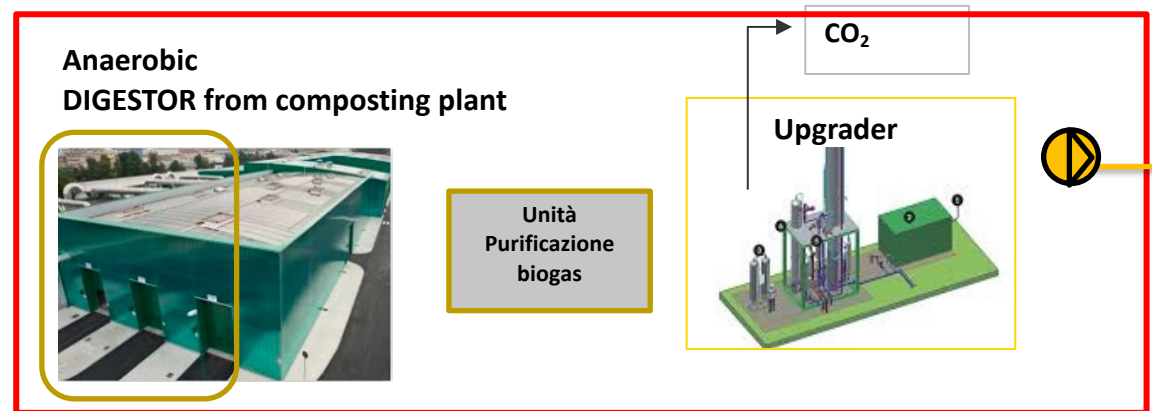 CO₂
Anaerobic
DIGESTOR from composting plant
Upgrader
Unità
Purificazione
biogas